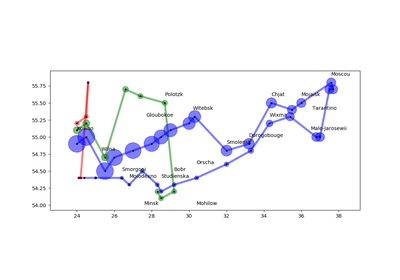 Moscou
55.75
Polotzk
Chjat
Mojaisk
55.50
Witebsk
Tarantino
55.25
Gloubokoe
Wixma
Malo-jarosewii
55.00
Dorogobouge
54.75
Wilna
Orscha
54.50
Smorgoni
Bobr
54.25
Moiodexno
Studienska
54.00
Minsk
Mohilow
24 26 28 30 32 34 36 38